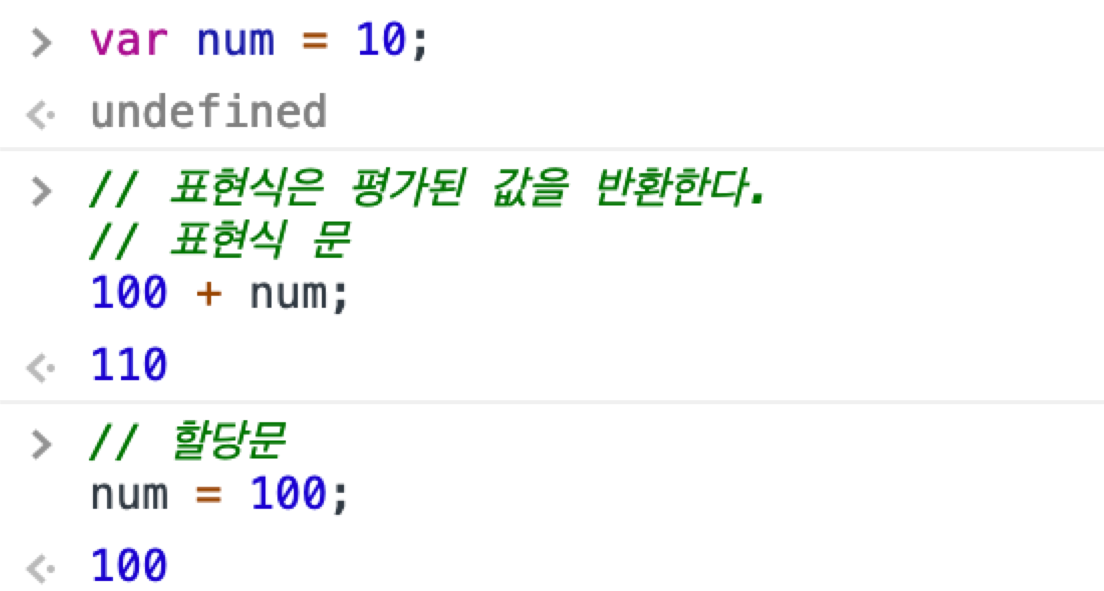 > var num = 10;
<· undefined
> // 표현식은 평가된 값을 반환한다.
// 표현식 문
100 + num;
<· 110
> // 할당문
num = 100;
<· 100